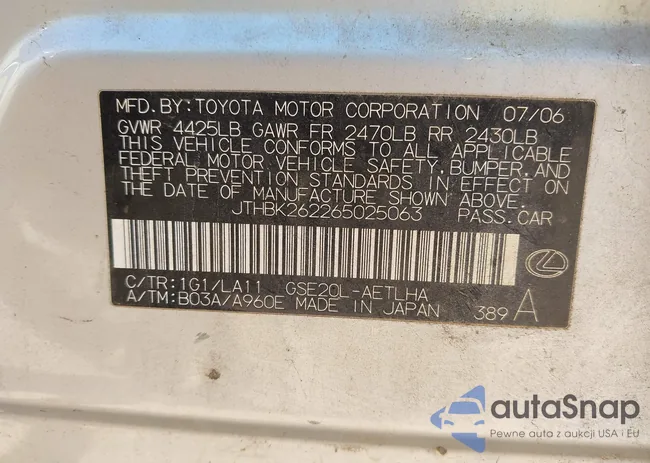 MFD.BY:TOYOTA MOTOR CORPORATION 07/06
GVWR 4425LB GAWR FR 2470LB RR 2430LB
THIS VEHICLE CONFORMS TO ALL APPLICABLE
FEDERAL MOTOR VEHICLE SAFETY,BUMPER,AND
THEFT PREVENTION STANDARDS IN EFFECT ON
THE DATE OF MANUFACTURE SHOWN ABOVE.
JTHBK262265025063 PASS.CAR
C/TR:1G1/LA11 GSE20L-AETLHA
A/TM:B03A/A960E MADE IN JAPAN 389 A
autaSnap
Pewne auta z aukcji USA i EU